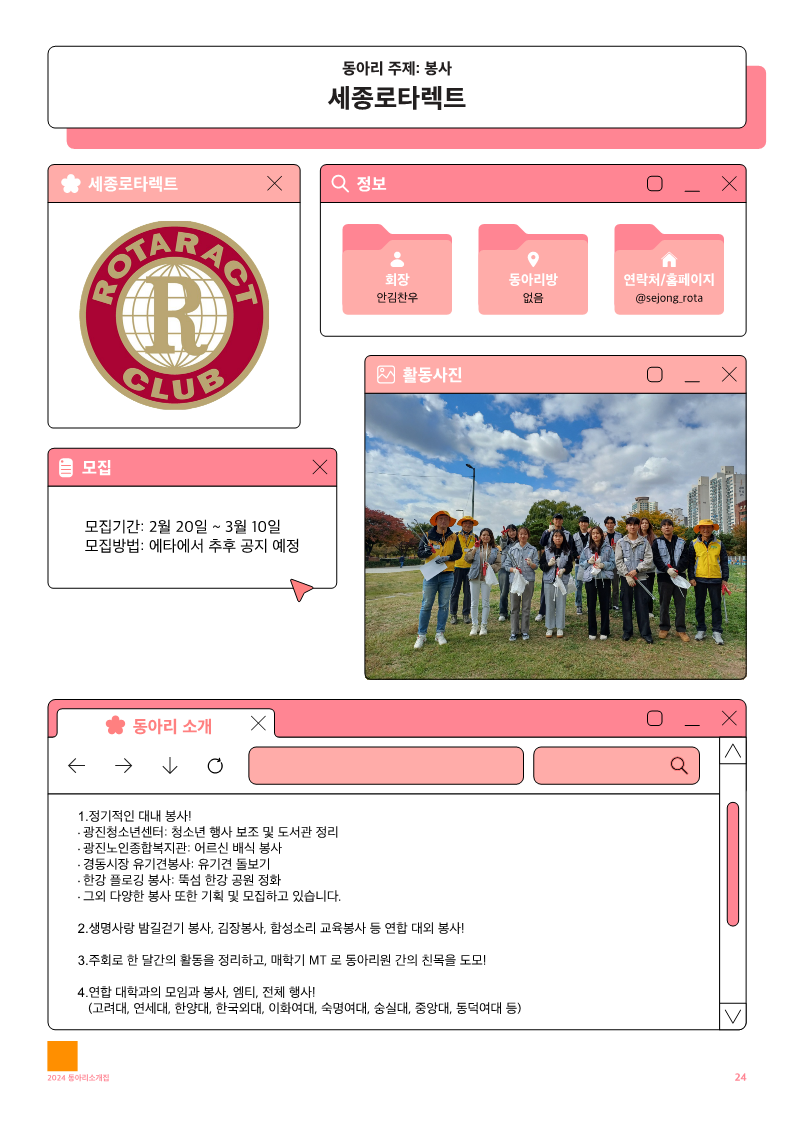 동아리 주제: 봉사
세종로타렉트
세종로타렉트
ROTARACT
R
CLUB
정보
회장
안김찬우
동아리방
없음
연락처/홈페이지
@sejong_rota
활동사진
모집
모집기간: 2월 20일 ~ 3월 10일
모집방법: 에타에서 추후 공지 예정
동아리 소개
1.정기적인 대내 봉사!
· 광진청소년센터: 청소년 행사 보조 및 도서관 정리
· 광진노인종합복지관: 어르신 배식 봉사
· 경동시장 유기견봉사: 유기견 돌보기
· 한강 플로깅 봉사: 뚝섬 한강 공원 정화
· 그외 다양한 봉사 또한 기획 및 모집하고 있습니다.
2.생명사랑 밤길걷기 봉사, 김장봉사, 함성소리 교육봉사 등 연합 대외 봉사!
3.주회로 한 달간의 활동을 정리하고, 매학기 MT 로 동아리원 간의 친목을 도모!
4.연합 대학과의 모임과 봉사, 엠티, 전체 행사!
(고려대, 연세대, 한양대, 한국외대, 이화여대, 숙명여대, 숭실대, 중앙대, 동덕여대 등)
2024 동아리소개집
24